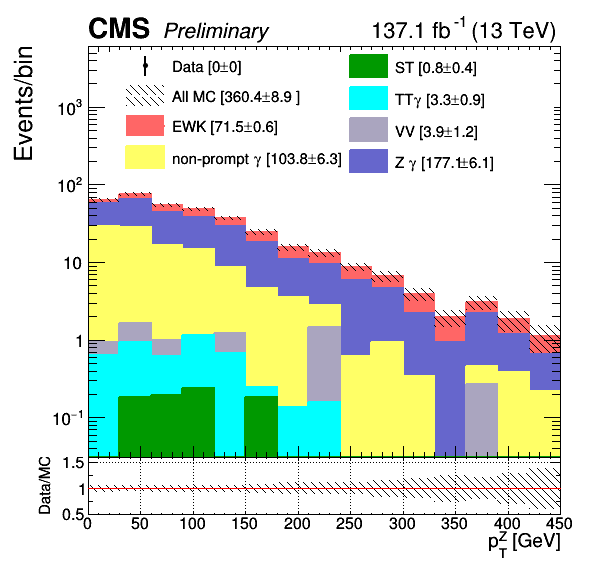 CMS Preliminary 137.1 fb⁻¹ (13 TeV)
Events/bin
Data [0±0]
All MC [360.4±8.9 ]
EWK [71.5±0.6]
non-prompt γ [103.8±6.3]
ST [0.8±0.4]
TTγ [3.3±0.9]
VV [3.9±1.2]
Z γ [177.1±6.1]
10³
10²
10
1
10⁻¹
Data/MC
1.5
1
0.5
0 50 100 150 200 250 300 350 400 450
p_T^Z [GeV]